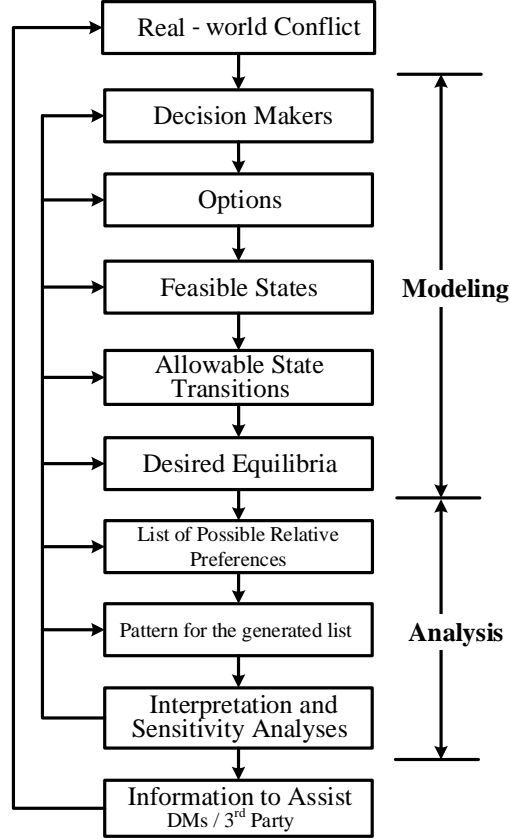 Real - world Conflict
Decision Makers
Options
Feasible States
Modeling
Allowable State
Transitions
Desired Equilibria
List of Possible Relative
Preferences
Pattern for the generated list
Analysis
Interpretation and
Sensitivity Analyses
Information to Assist
DMs / 3rd Party